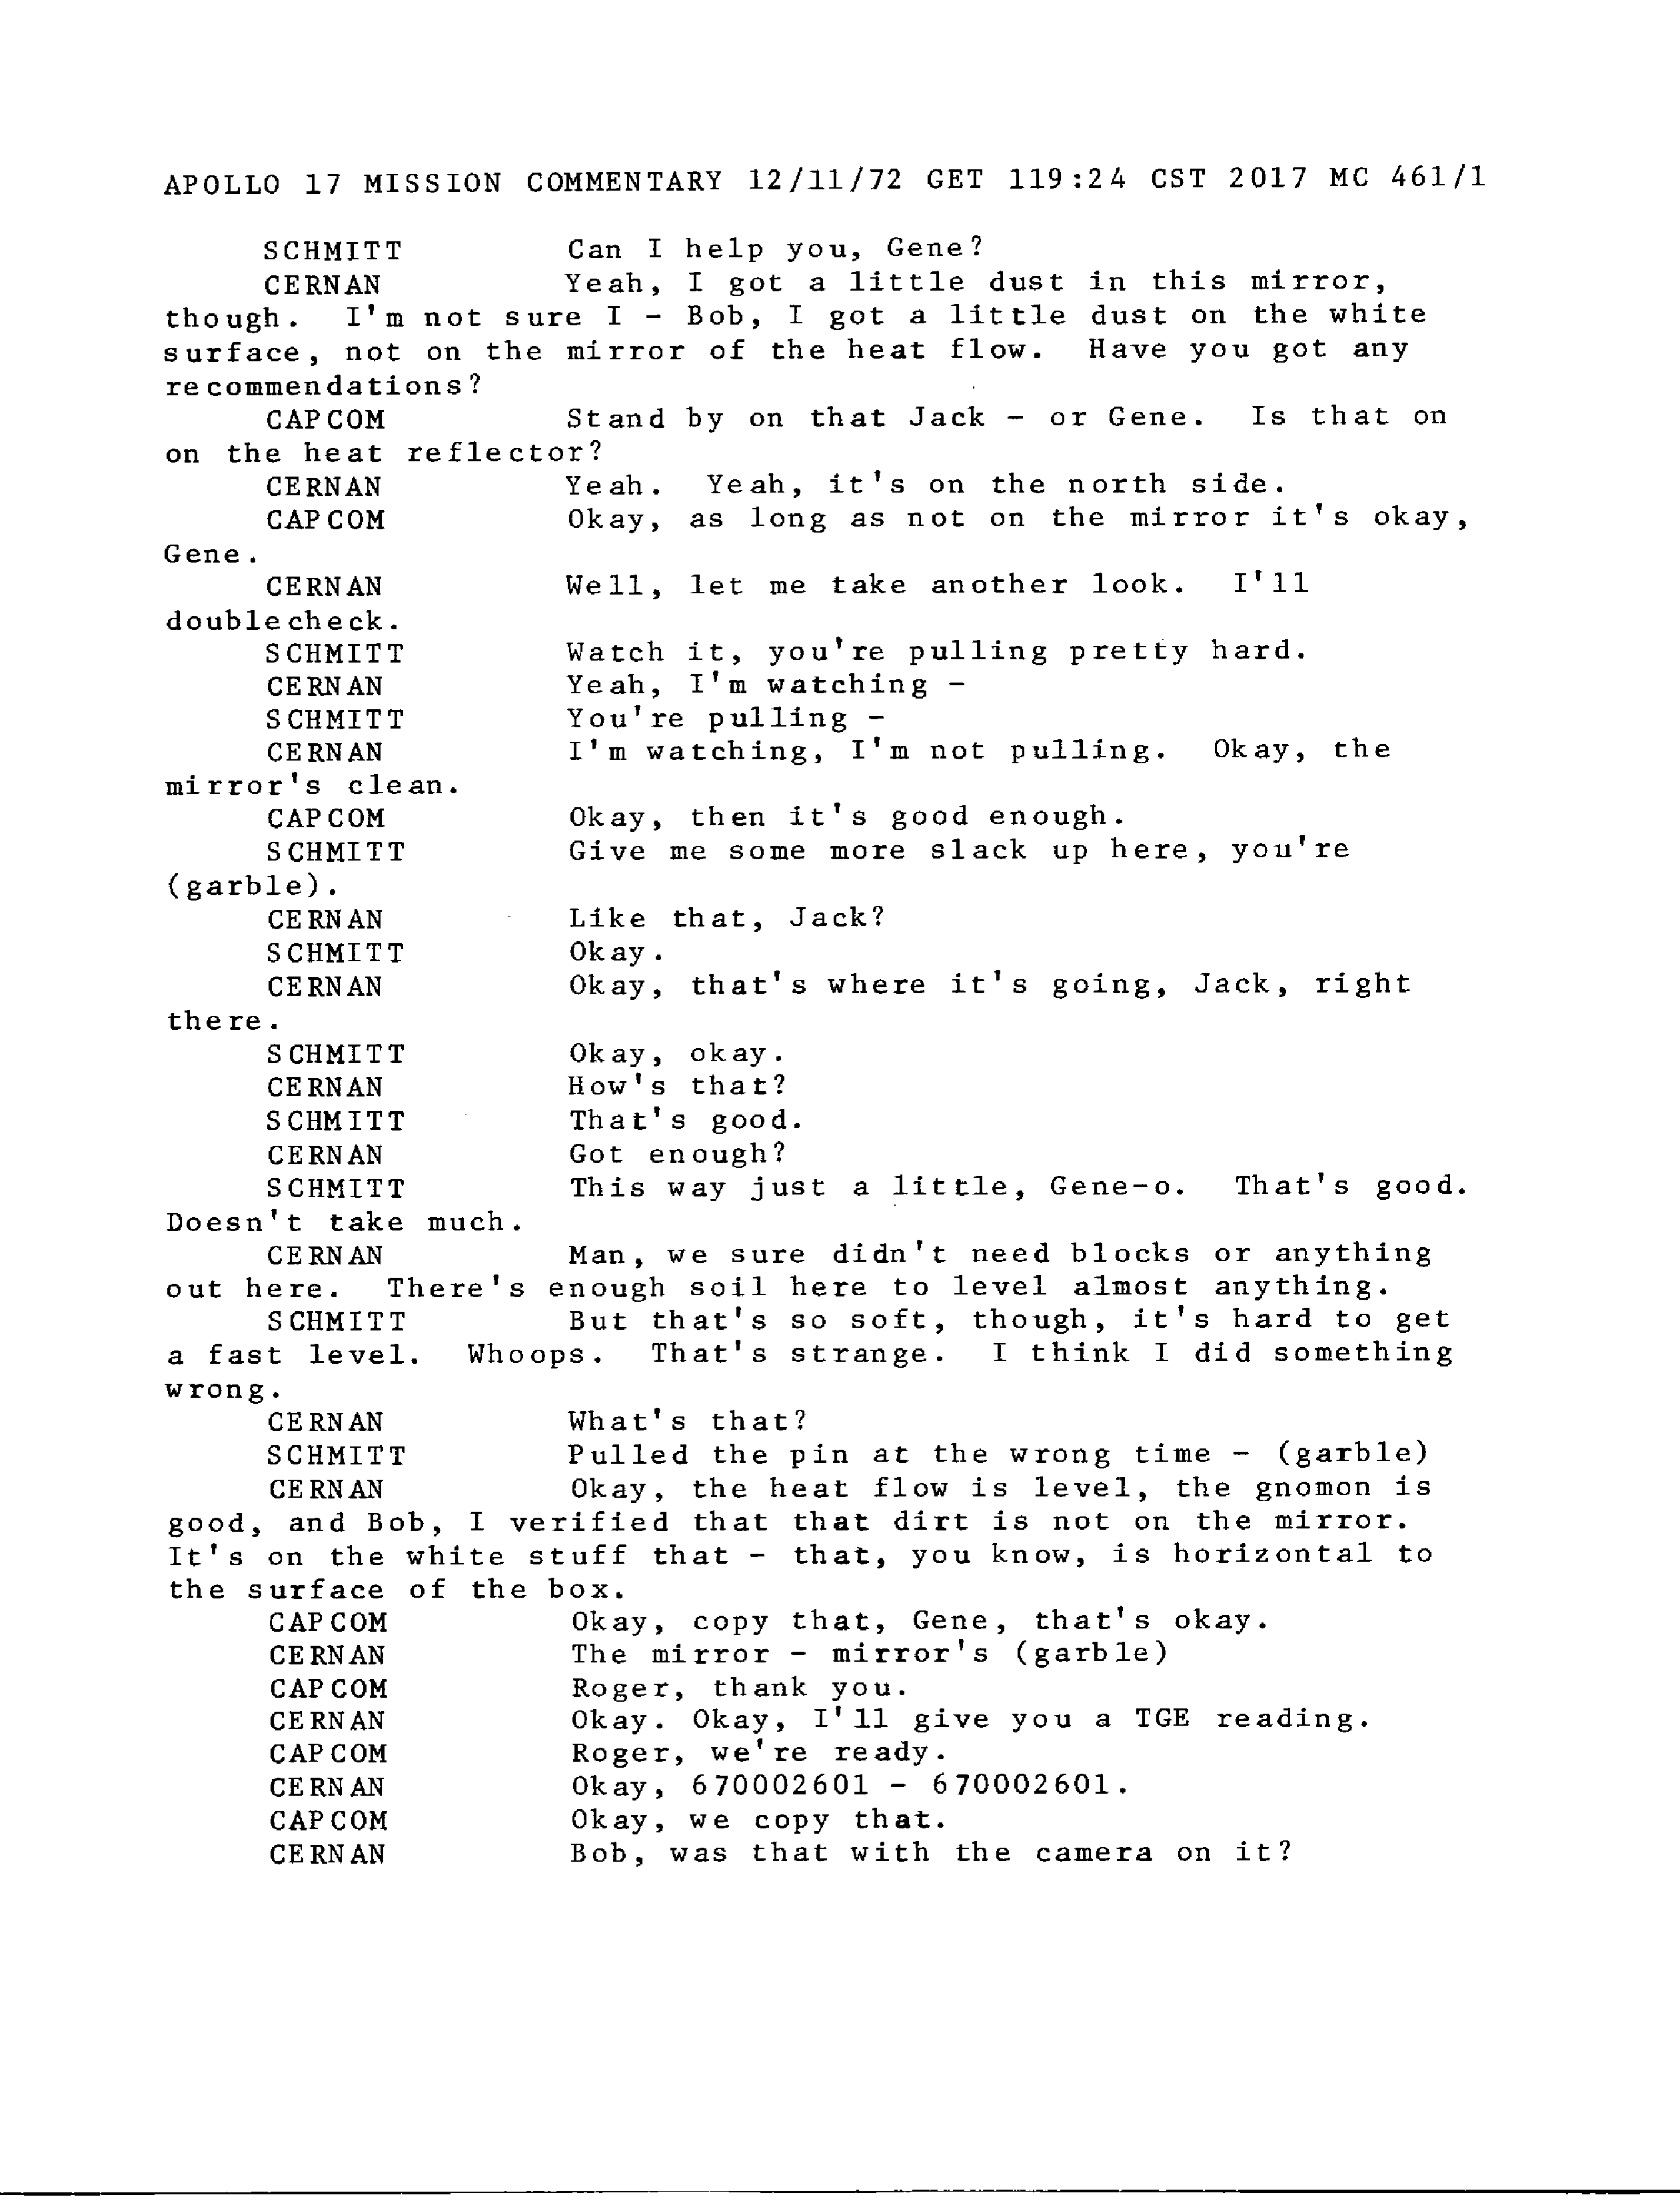 APOLLO 17 MISSION COMMENTARY 12/11/72 GET 119:24 CST 2017 MC 461/1
SCHMITT Can I help you, Gene?
CERNAN Yeah, I got a little dust in this mirror,
though. I'm not sure I - Bob, I got a little dust on the white
surface, not on the mirror of the heat flow. Have you got any
recommendations?
CAPCOM Stand by on that Jack - or Gene. Is that on
on the heat reflector?
CERNAN Yeah. Yeah, it's on the north side.
CAPCOM Okay, as long as not on the mirror it's okay,
Gene.
CERNAN Well, let me take another look. I'll
doublecheck.
SCHMITT Watch it, you're pulling pretty hard.
CERNAN Yeah, I'm watching -
SCHMITT You're pulling -
CERNAN I'm watching, I'm not pulling. Okay, the
mirror's clean.
CAPCOM Okay, then it's good enough.
SCHMITT Give me some more slack up here, you're
(garble).
CERNAN Like that, Jack?
SCHMITT Okay.
CERNAN Okay, that's where it's going, Jack, right
there.
SCHMITT Okay, okay.
CERNAN How's that?
SCHMITT That's good.
CERNAN Got enough?
SCHMITT This way just a little, Gene-o. That's good.
Doesn't take much.
CERNAN Man, we sure didn't need blocks or anything
out here. There's enough soil here to level almost anything.
SCHMITT But that's so soft, though, it's hard to get
a fast level. Whoops. That's strange. I think I did something
wrong.
CERNAN What's that?
SCHMITT Pulled the pin at the wrong time - (garble)
CERNAN Okay, the heat flow is level, the gnomon is
good, and Bob, I verified that that dirt is not on the mirror.
It's on the white stuff that - that, you know, is horizontal to
the surface of the box.
CAPCOM Okay, copy that, Gene, that's okay.
CERNAN The mirror - mirror's (garble)
CAPCOM Roger, thank you.
CERNAN Okay. Okay, I'll give you a TGE reading.
CAPCOM Roger, we're ready.
CERNAN Okay, 670002601 - 670002601.
CAPCOM Okay, we copy that.
CERNAN Bob, was that with the camera on it?